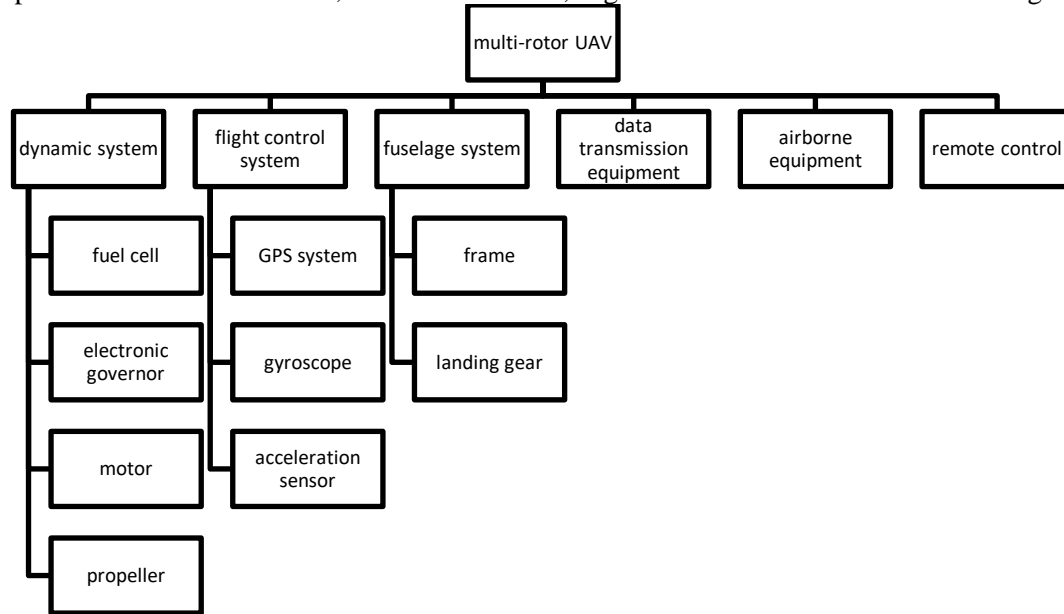 multi-rotor UAV
dynamic system
flight control
system
fuselage system
data
transmission
equipment
airborne
equipment
remote control
fuel cell
GPS system
frame
electronic
governor
gyroscope
landing gear
motor
acceleration
sensor
propeller